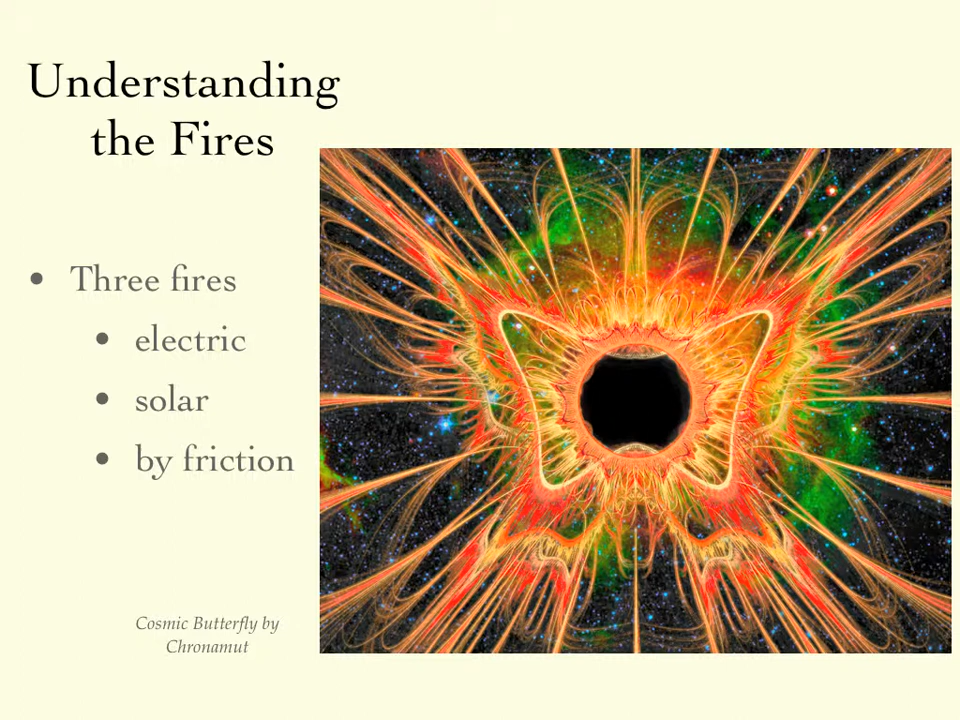 Understanding
the Fires
• Three fires
• electric
• solar
• by friction
Cosmic Butterfly by
Chronamut